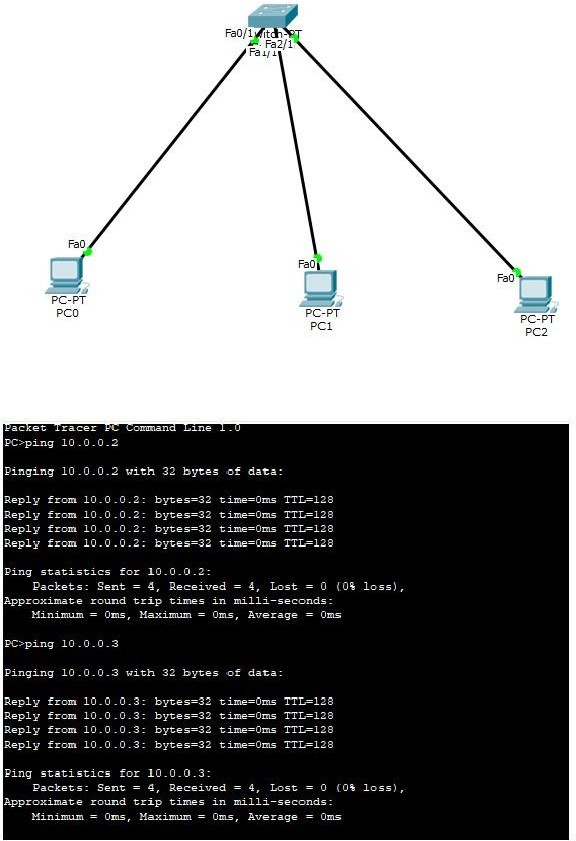 Fa0/1
Fa2/1
Fa1/1
Fa0
PC-PT
PC0
Fa0
PC-PT
PC1
Fa0
PC-PT
PC2
Packet Tracer PC Command Line 1.0
PC>ping 10.0.0.2
Pinging 10.0.0.2 with 32 bytes of data:
Reply from 10.0.0.2: bytes=32 time=0ms TTL=128
Reply from 10.0.0.2: bytes=32 time=0ms TTL=128
Reply from 10.0.0.2: bytes=32 time=0ms TTL=128
Reply from 10.0.0.2: bytes=32 time=0ms TTL=128
Ping statistics for 10.0.0.2:
Packets: Sent = 4, Received = 4, Lost = 0 (0% loss),
Approximate round trip times in milli-seconds:
Minimum = 0ms, Maximum = 0ms, Average = 0ms
PC>ping 10.0.0.3
Pinging 10.0.0.3 with 32 bytes of data:
Reply from 10.0.0.3: bytes=32 time=0ms TTL=128
Reply from 10.0.0.3: bytes=32 time=0ms TTL=128
Reply from 10.0.0.3: bytes=32 time=0ms TTL=128
Reply from 10.0.0.3: bytes=32 time=0ms TTL=128
Ping statistics for 10.0.0.3:
Packets: Sent = 4, Received = 4, Lost = 0 (0% loss),
Approximate round trip times in milli-seconds:
Minimum = 0ms, Maximum = 0ms, Average = 0ms